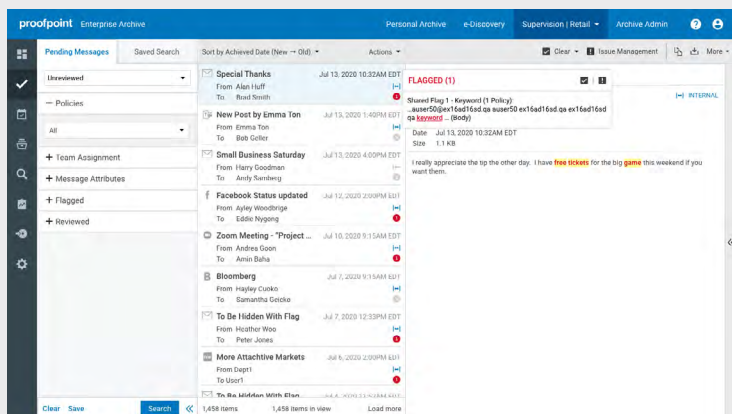 proofpoint Enterprise Archive
Personal Archive
e-Discovery
Supervision | Retail
Archive Admin
Pending Messages
Saved Search
Sort by Achieved Date (New → Old)
Actions
Clear
Issue Management
More
Unreviewed
— Policies
All
+ Team Assignment
+ Message Attributes
+ Flagged
+ Reviewed
Clear Save Search
Special Thanks Jul 13, 2020 10:32AM EDT
From Alan Huff
To Brad Smith
New Post by Emma Ton Jul 13, 2020 1:40PM EDT
From Emma Ton
To Bob Geller
Small Business Saturday Jul 13, 2020 4:00PM EDT
From Harry Goodman
To Andy Samberg
Facebook Status updated Jul 12, 2020 2:00PM EDT
From Ayley Woodbrige
To Eddie Nygong
Zoom Meeting - "Project ... Jul 10, 2020 9:15AM EDT
From Andrea Goon
To Amin Baha
Bloomberg Jul 7, 2020 9:15AM EDT
From Hayley Cuoko
To Samantha Geicko
To Be Hidden With Flag Jul 7, 2020 12:33PM EDT
From Heather Woo
To Peter Jones
More Attachtive Markets Jul 6, 2020 2:00PM EDT
From Dept1
To User1
To Be Hidden With Flag
1,458 items 1,458 items in view Load more
FLAGGED (1)
INTERNAL
Shared Flag 1 - Keyword (1 Policy)
...auser50@ex16ad16sd.qa auser50 ex16ad16sd.qa ex16ad16sd
qa keyword ... (Body)
Date Jul 13, 2020 10:32AM EDT
Size 1.1 KB
I really appreciate the tip the other day. I have free tickets for the big game this weekend if you
want them.